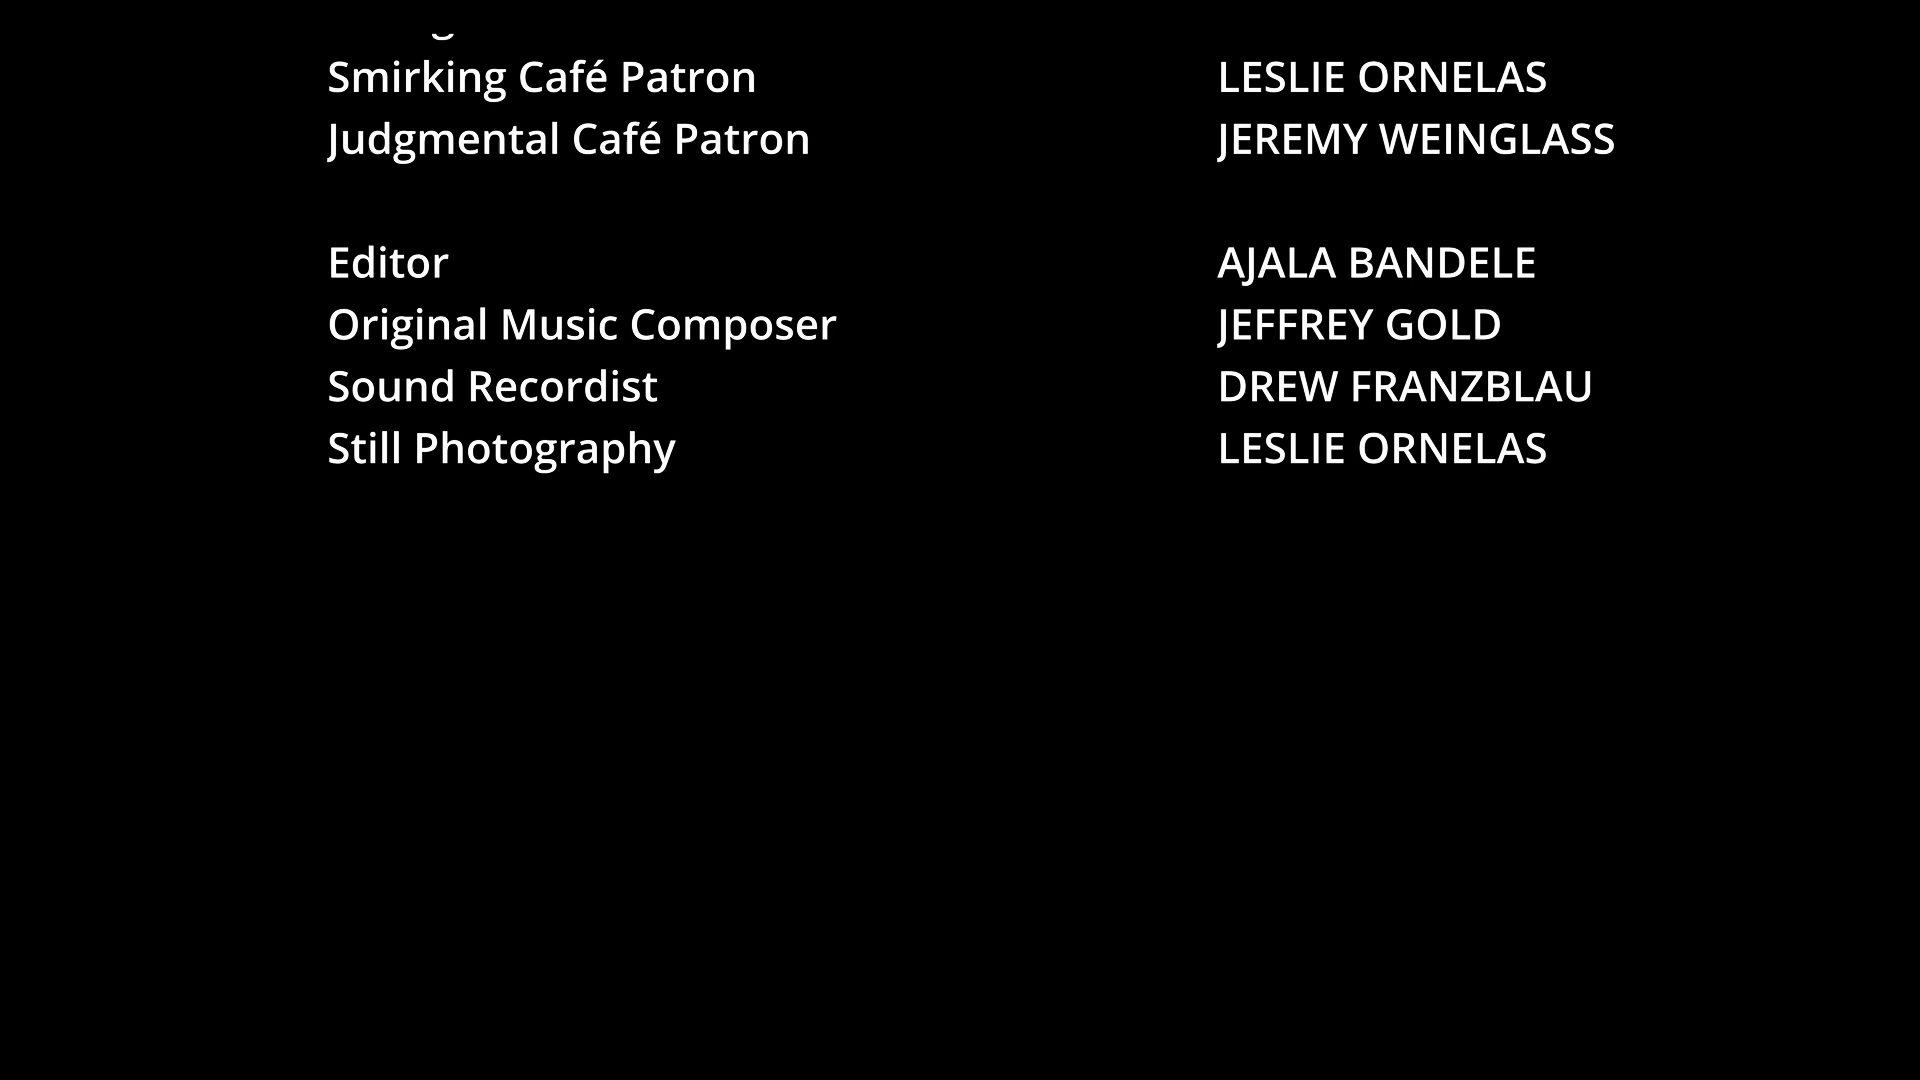 Smirking Café Patron LESLIE ORNELAS
Judgmental Café Patron JEREMY WEINGLASS
Editor AJALA BANDELE
Original Music Composer JEFFREY GOLD
Sound Recordist DREW FRANZBLAU
Still Photography LESLIE ORNELAS